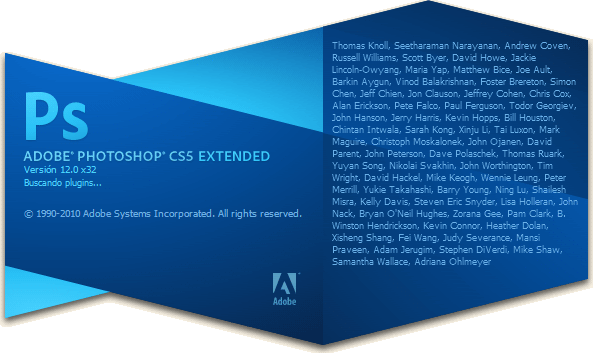 Ps
ADOBE® PHOTOSHOP® CS5 EXTENDED
Versión 12.0 x32
Buscando plugins...
© 1990-2010 Adobe Systems Incorporated. All rights reserved.
Adobe
Thomas Knoll, Seetharaman Narayanan, Andrew Coven,
Russell Williams, Scott Byer, David Howe, Jackie
Lincoln-Owyang, Maria Yap, Matthew Bice, Joe Ault,
Barkin Aygun, Vinod Balakrishnan, Foster Brereton, Simon
Chen, Jeff Chien, Jon Clauson, Jeffrey Cohen, Chris Cox,
Alan Erickson, Pete Falco, Paul Ferguson, Todor Georgiev,
John Hanson, Jerry Harris, Kevin Hopps, Bill Houston,
Chintan Intwala, Sarah Kong, Xinju Li, Tai Luxon, Mark
Maguire, Christoph Moskalonek, John Ojanen, David
Parent, John Peterson, Dave Polaschek, Thomas Ruark,
Yuyan Song, Nikolai Svakhin, John Worthington, Tim
Wright, David Hackel, Mike Keogh, Wennie Leung, Peter
Merrill, Yukie Takahashi, Barry Young, Ning Lu, Shailesh
Misra, Kelly Davis, Steven Eric Snyder, Lisa Holleran, John
Nack, Bryan O'Neil Hughes, Zorana Gee, Pam Clark, B.
Winston Hendrickson, Kevin Connor, Heather Dolan,
Xisheng Shang, Fei Wang, Judy Severance, Mansi
Praveen, Adam Jerugim, Stephen DiVerdi, Mike Shaw,
Samantha Wallace, Adriana Ohlmeyer